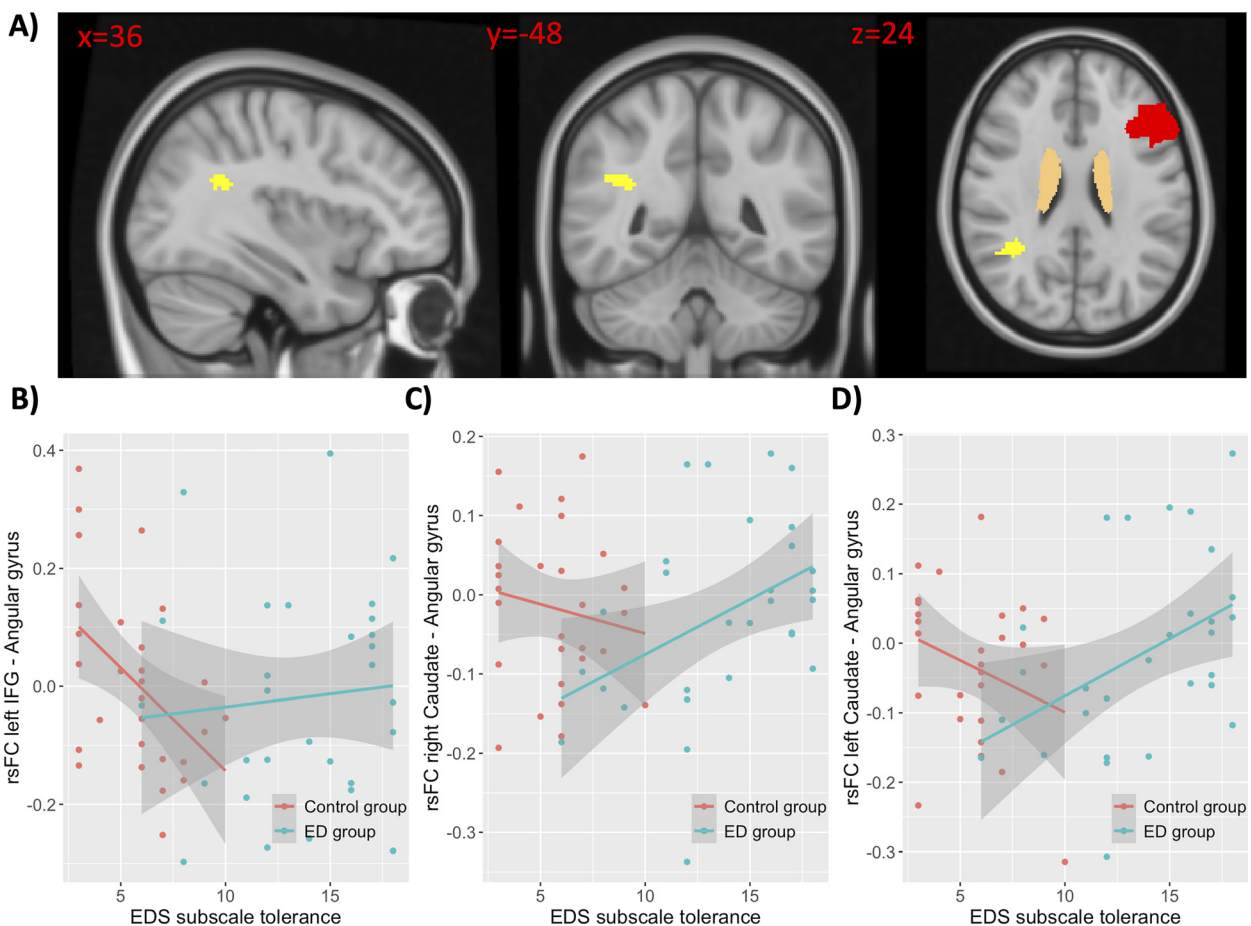 A)
x=36
y=-48
z=24
B)
C)
D)
rsFC left IFG - Angular gyrus
0.4
0.2
0.0
-0.2
5
10
15
EDS subscale tolerance
Control group
ED group
rsFC right Caudate - Angular gyrus
0.2
0.1
0.0
-0.1
-0.2
-0.3
5
10
15
EDS subscale tolerance
Control group
ED group
rsFC left Caudate - Angular gyrus
0.3
0.2
0.1
0.0
-0.1
-0.2
-0.3
5
10
15
EDS subscale tolerance
Control group
ED group